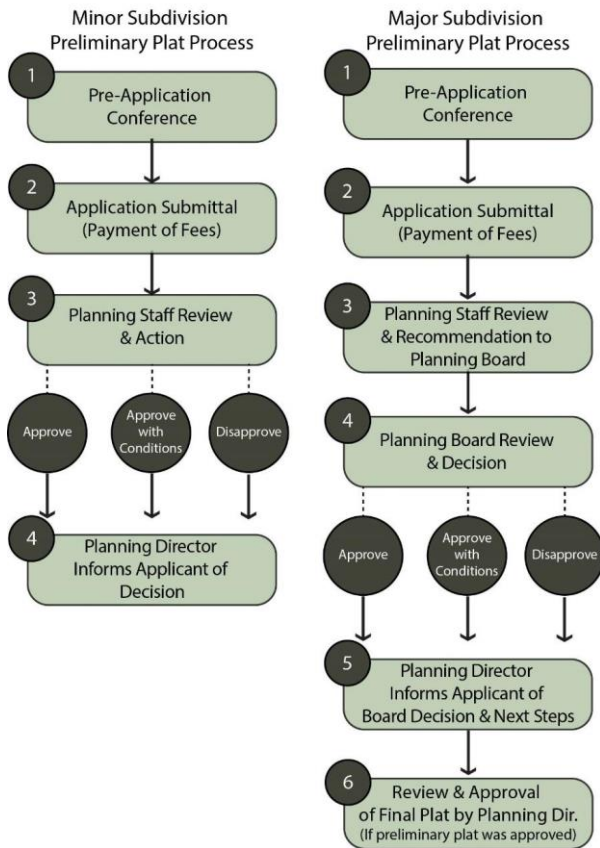 Minor Subdivision
Preliminary Plat Process
1
Pre-Application
Conference
2
Application Submittal
(Payment of Fees)
3
Planning Staff Review
& Action
Approve
Approve
with
Conditions
Disapprove
4
Planning Director
Informs Applicant of
Decision
Major Subdivision
Preliminary Plat Process
1
Pre-Application
Conference
2
Application Submittal
(Payment of Fees)
3
Planning Staff Review
& Recommendation to
Planning Board
4
Planning Board Review
& Decision
Approve
Approve
with
Conditions
Disapprove
5
Planning Director
Informs Applicant of
Board Decision & Next Steps
6
Review & Approval
of Final Plat by Planning Dir.
(If preliminary plat was approved)